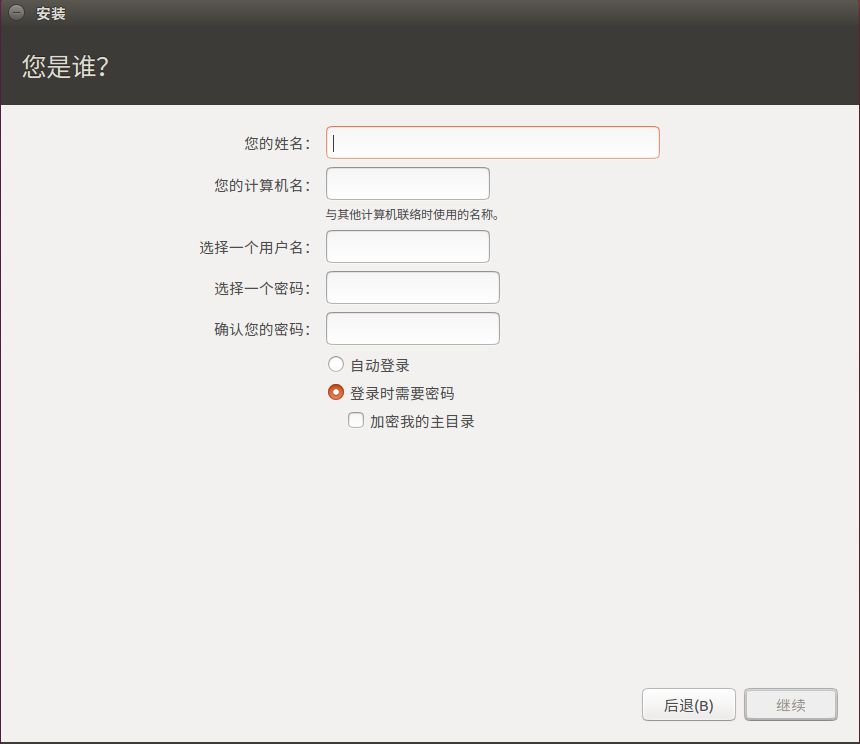 安装
您是谁？
您的姓名：
您的计算机名：
与其他计算机联络时使用的名称。
选择一个用户名：
选择一个密码：
确认您的密码：
自动登录
登录时需要密码
加密我的主目录
后退(B) 继续